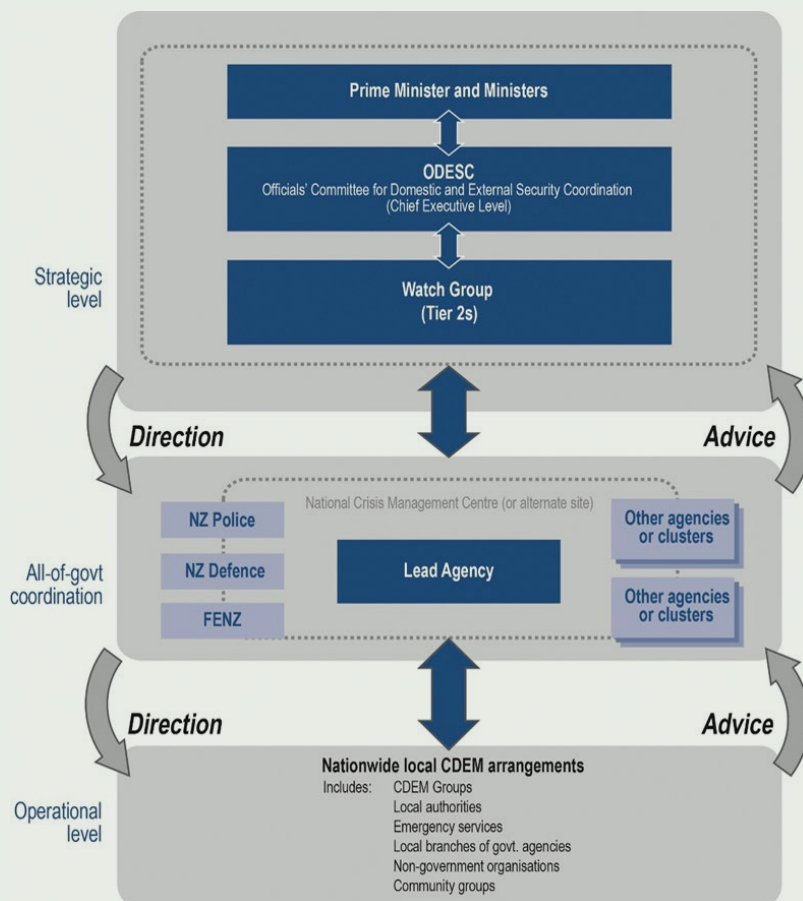 Prime Minister and Ministers
ODESC
Officials' Committee for Domestic and External Security Coordination
(Chief Executive Level)
Strategic
level
Watch Group
(Tier 2s)
Direction
Advice
National Crisis Management Centre (or alternate site)
NZ Police
Other agencies
or clusters
All-of-govt
coordination
NZ Defence
Lead Agency
FENZ
Other agencies
or clusters
Direction
Advice
Nationwide local CDEM arrangements
Includes: CDEM Groups
Local authorities
Operational
level
Emergency services
Local branches of govt. agencies
Non-government organisations
Community groups